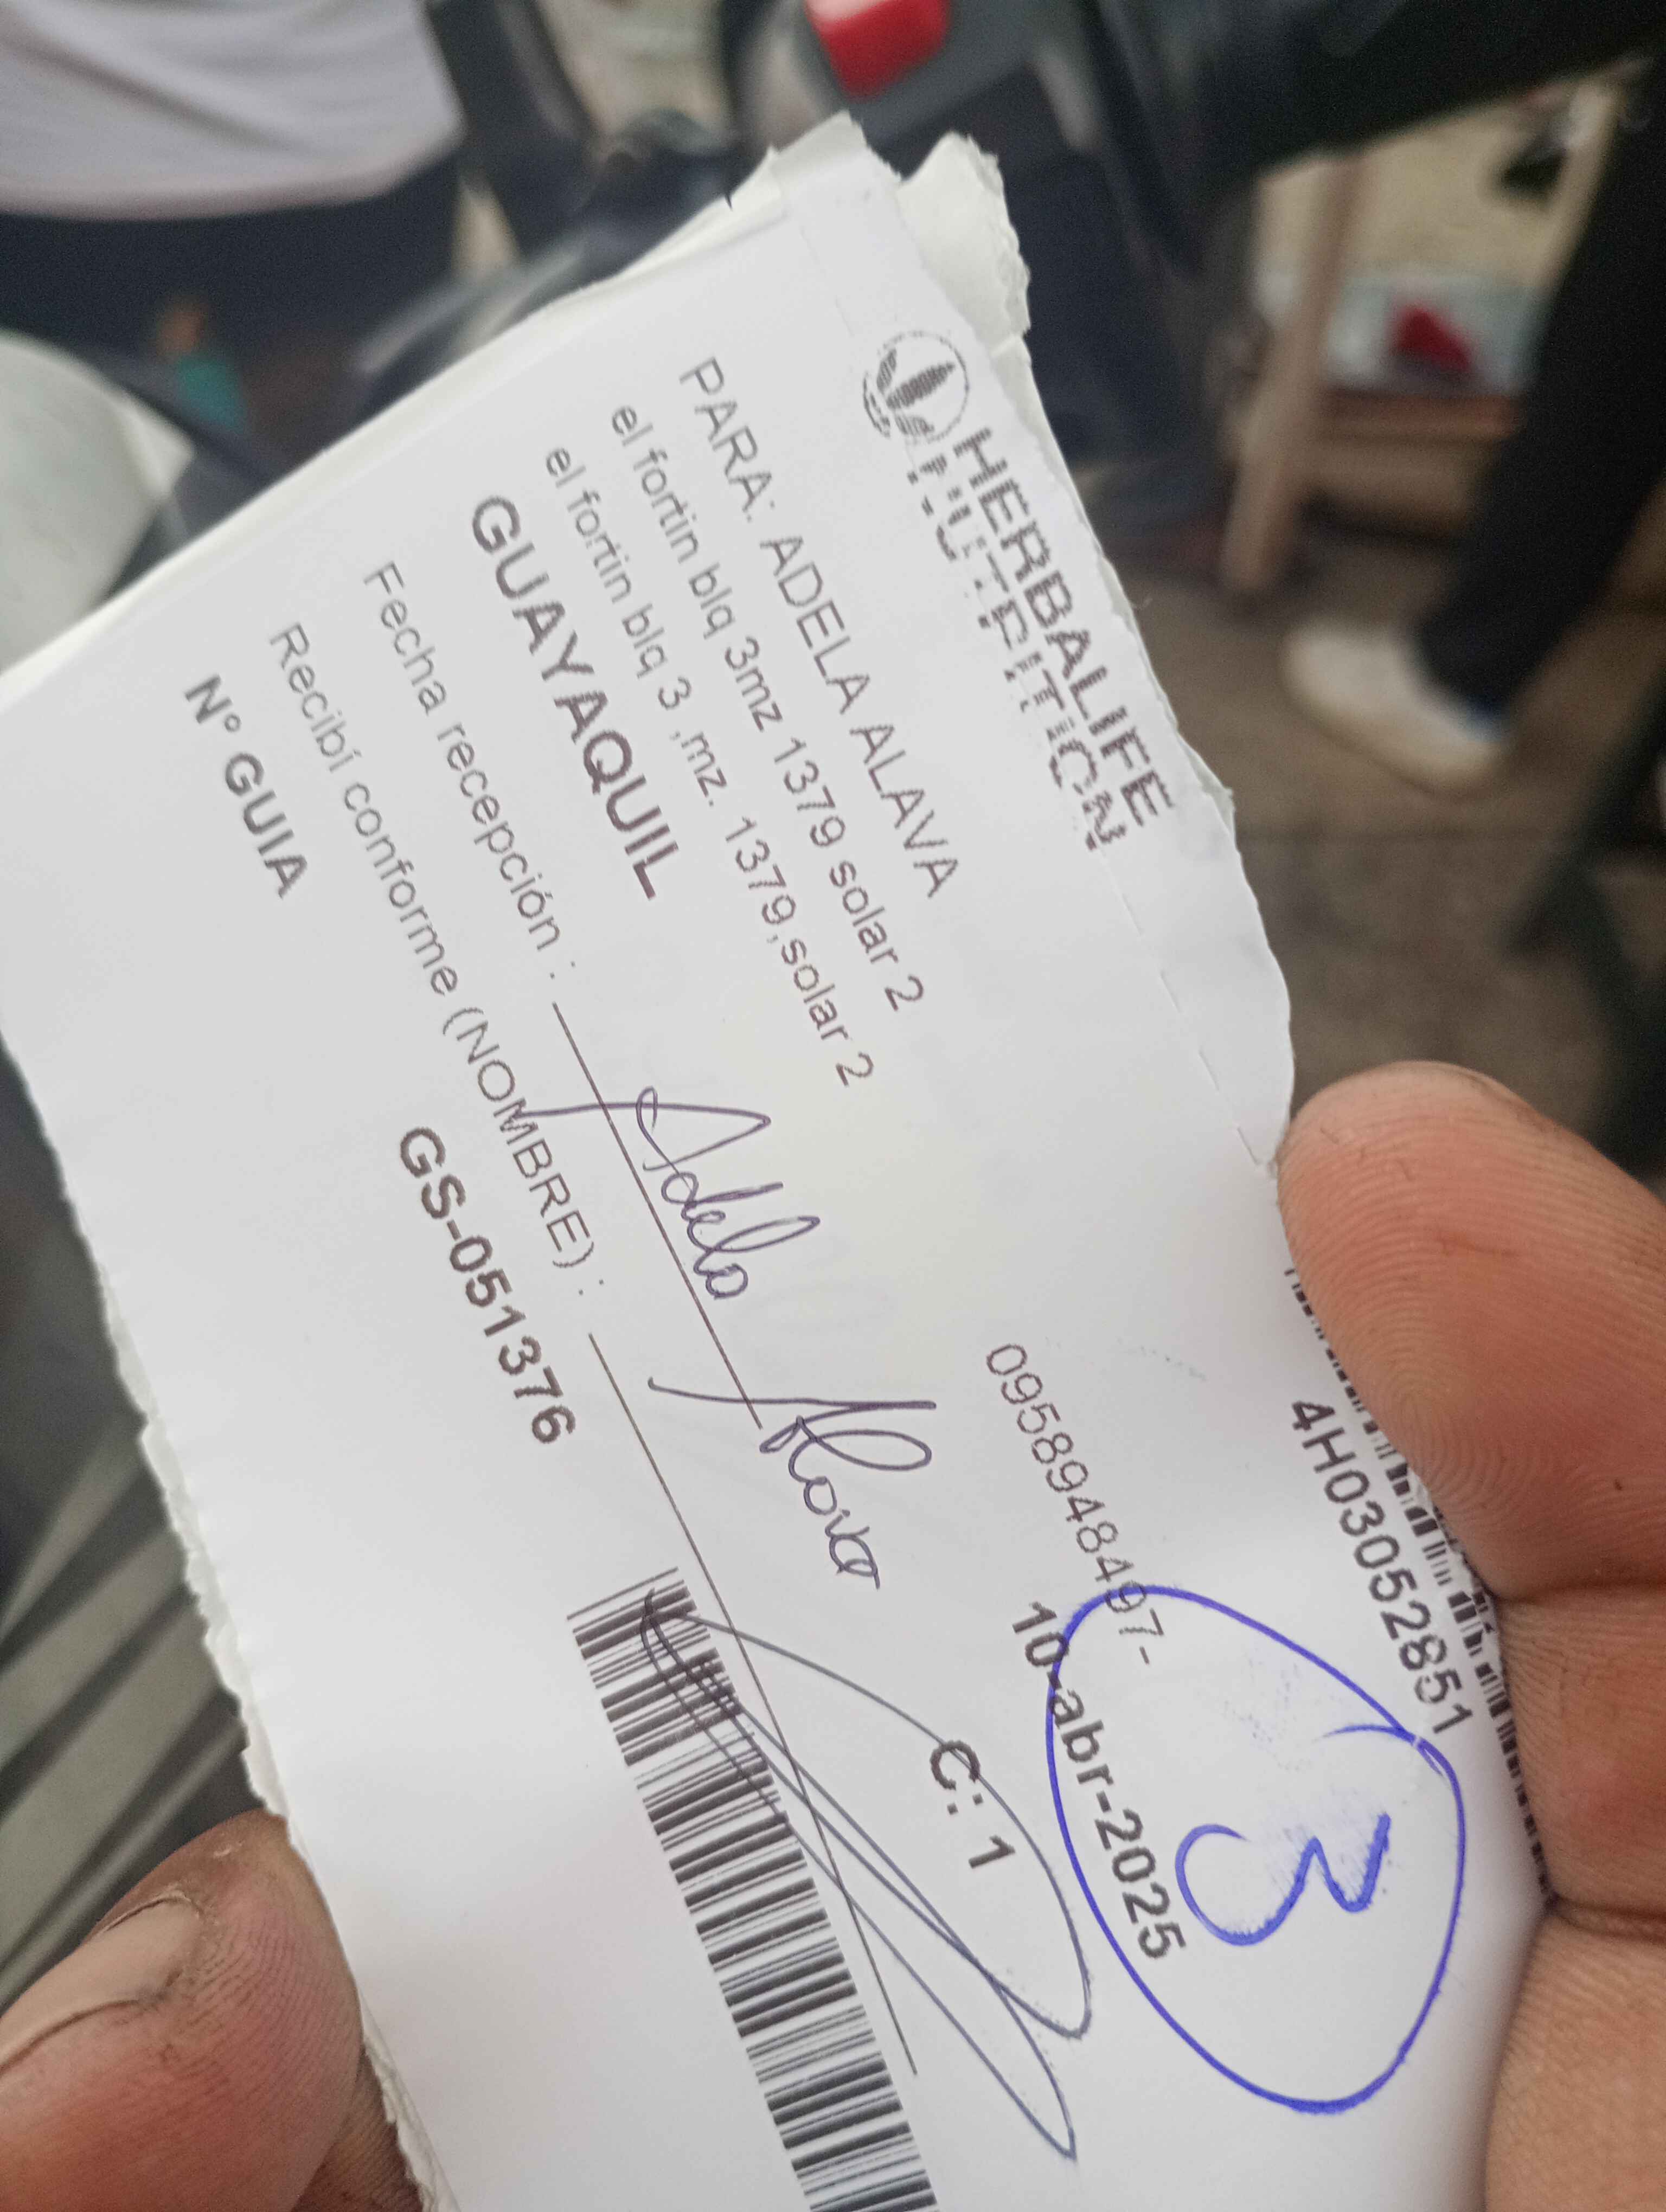 HERBALIFE
NUTRITION
4H03052851
PARA: ADELA ALAVA
0958948497-
el fortin blq 3mz 1379 solar 2
10-abr-2025
3
el fortin blq 3 ,mz. 1379,solar 2
GUAYAQUIL
C: 1
Fecha recepción :
Adela Alava
Recibí conforme (NOMBRE) :
Nº GUIA
GS-051376